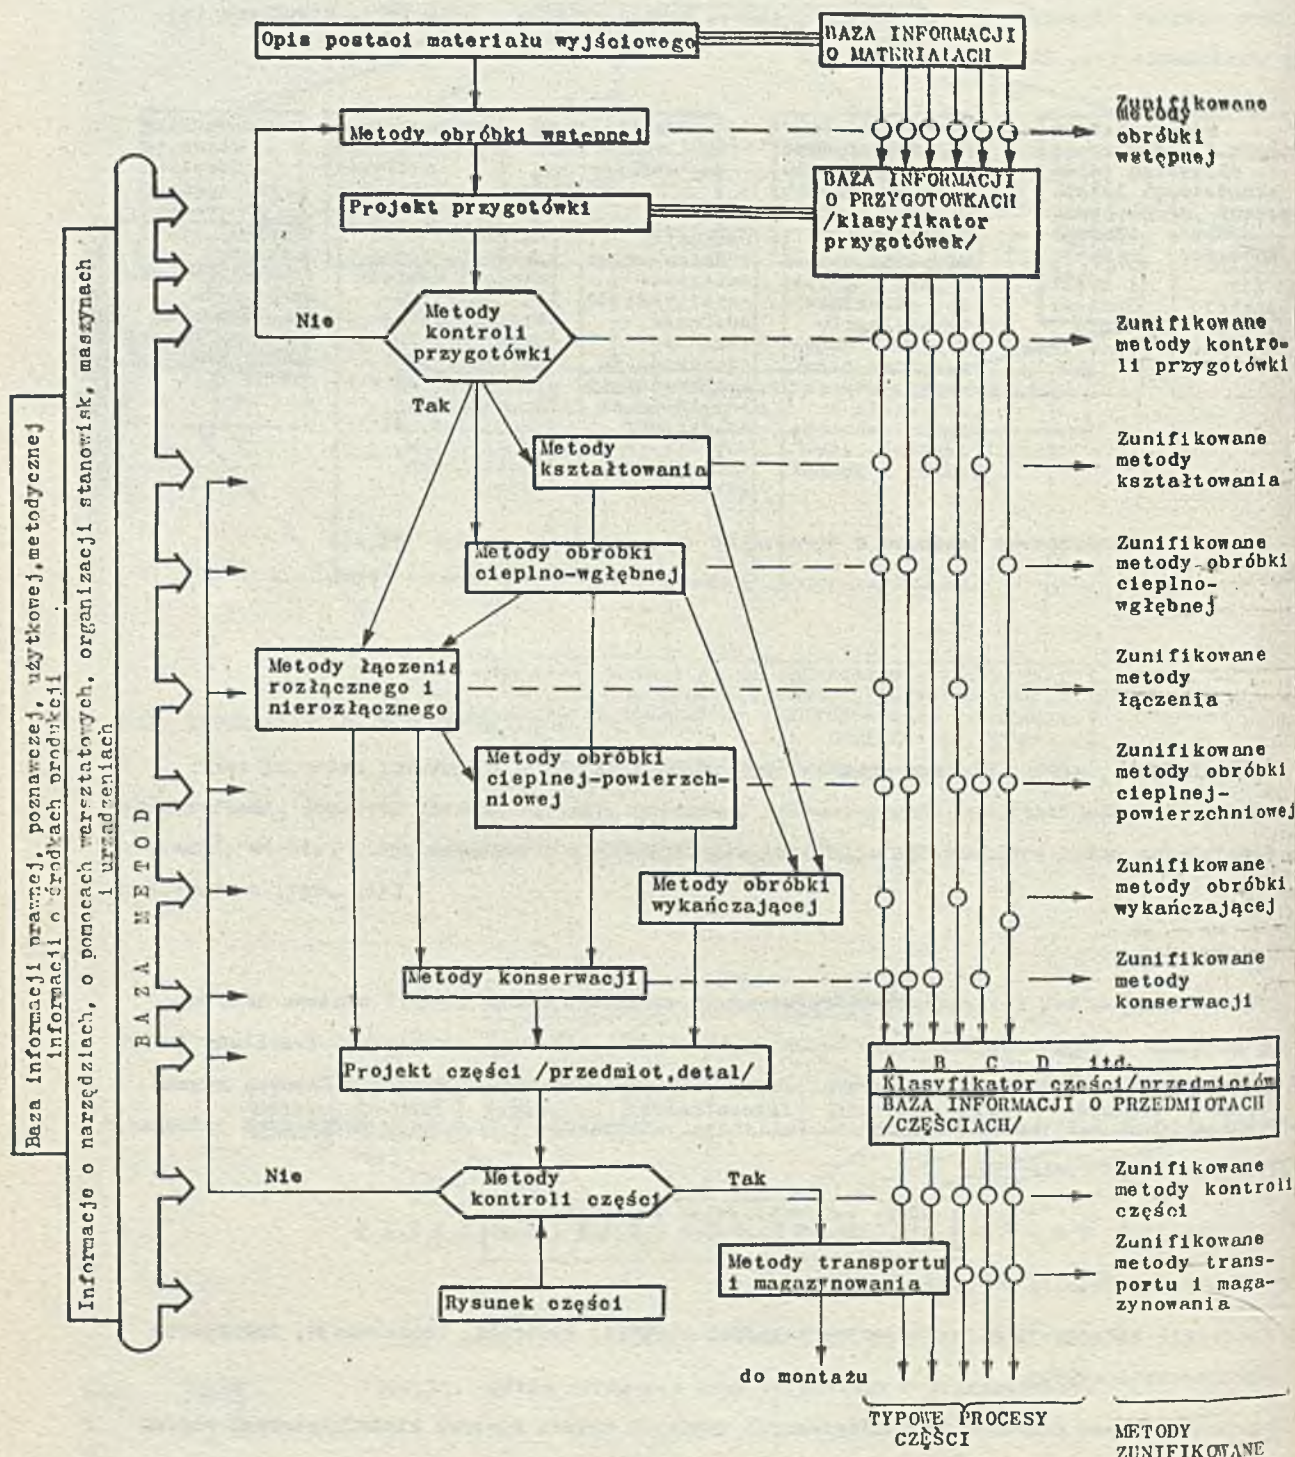 Opis postaci materiału wyjściowego
BAZA INFORMACJI
O MATERIAŁACH
Metody obróbki wstępnej
Zunifikowane
metody
obróbki
wstępnej
Projekt przygotówki
BAZA INFORMACJI
O PRZYGOTOWKACH
/klasyfikator
przygotówek/
Nie
Metody
kontroli
przygotówki
Zunifikowane
metody kontro-
li przygotówki
Tak
Metody
kształtowania
Zunifikowane
metody
kształtowania
Metody obróbki
cieplno-wgłębnej
Zunifikowane
metody obróbki
cieplno-
wgłębnej
Metody łączenia
rozłącznego i
nierozłącznego
Zunifikowane
metody
łączenia
Metody obróbki
cieplnej-powierzch-
niowej
Zunifikowane
metody obróbki
cieplnej-
powierzchniowej
Metody obróbki
wykańczającej
Zunifikowane
metody obróbki
wykańczającej
Metody konserwacji
Zunifikowane
metody
konserwacji
Projekt części /przedmiot,detal/
A B C D itd.
Klasyfikator części/przedmiotów
BAZA INFORMACJI O PRZEDMIOTACH
/CZĘŚCIACH/
Nie
Metody
kontroli części
Tak
Zunifikowane
metody kontroli
części
Metody transportu
i magazynowania
Zunifikowane
metody trans-
portu i maga-
zynowania
Rysunek części
do montażu
TYPOWE PROCESY
CZĘŚCI
METODY
ZUNIFIKOWANE
Baza informacji prawnej, poznawczej, użytkowej,metodycznej
informacji o środkach produkcji
Informacje o narzędziach, o pomocach warsztatowych, organizacji stanowisk, maszynach
i urządzeniach
BAZA METOD